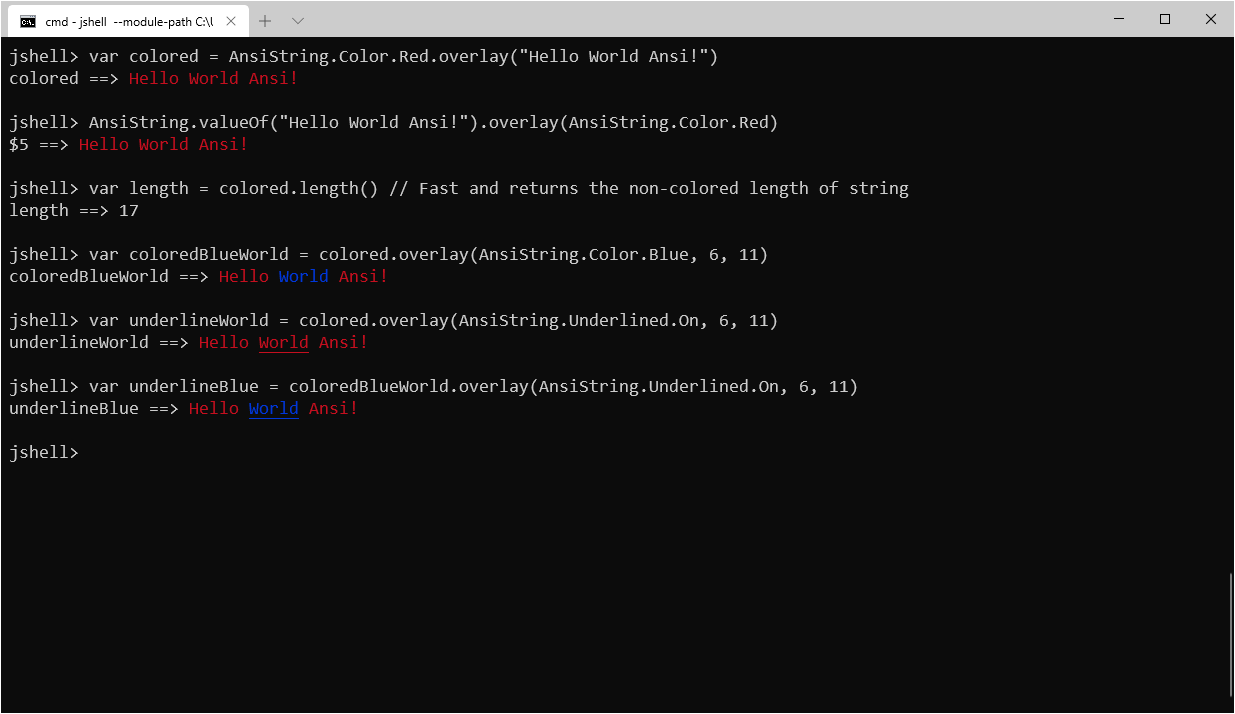 cmd - jshell --module-path C:\
jshell> var colored = AnsiString.Color.Red.overlay("Hello World Ansi!")
colored ==> Hello World Ansi!
jshell> AnsiString.valueOf("Hello World Ansi!").overlay(AnsiString.Color.Red)
$5 ==> Hello World Ansi!
jshell> var length = colored.length() // Fast and returns the non-colored length of string
length ==> 17
jshell> var coloredBlueWorld = colored.overlay(AnsiString.Color.Blue, 6, 11)
coloredBlueWorld ==> Hello World Ansi!
jshell> var underlineWorld = colored.overlay(AnsiString.Underlined.On, 6, 11)
underlineWorld ==> Hello World Ansi!
jshell> var underlineBlue = coloredBlueWorld.overlay(AnsiString.Underlined.On, 6, 11)
underlineBlue ==> Hello World Ansi!
jshell>